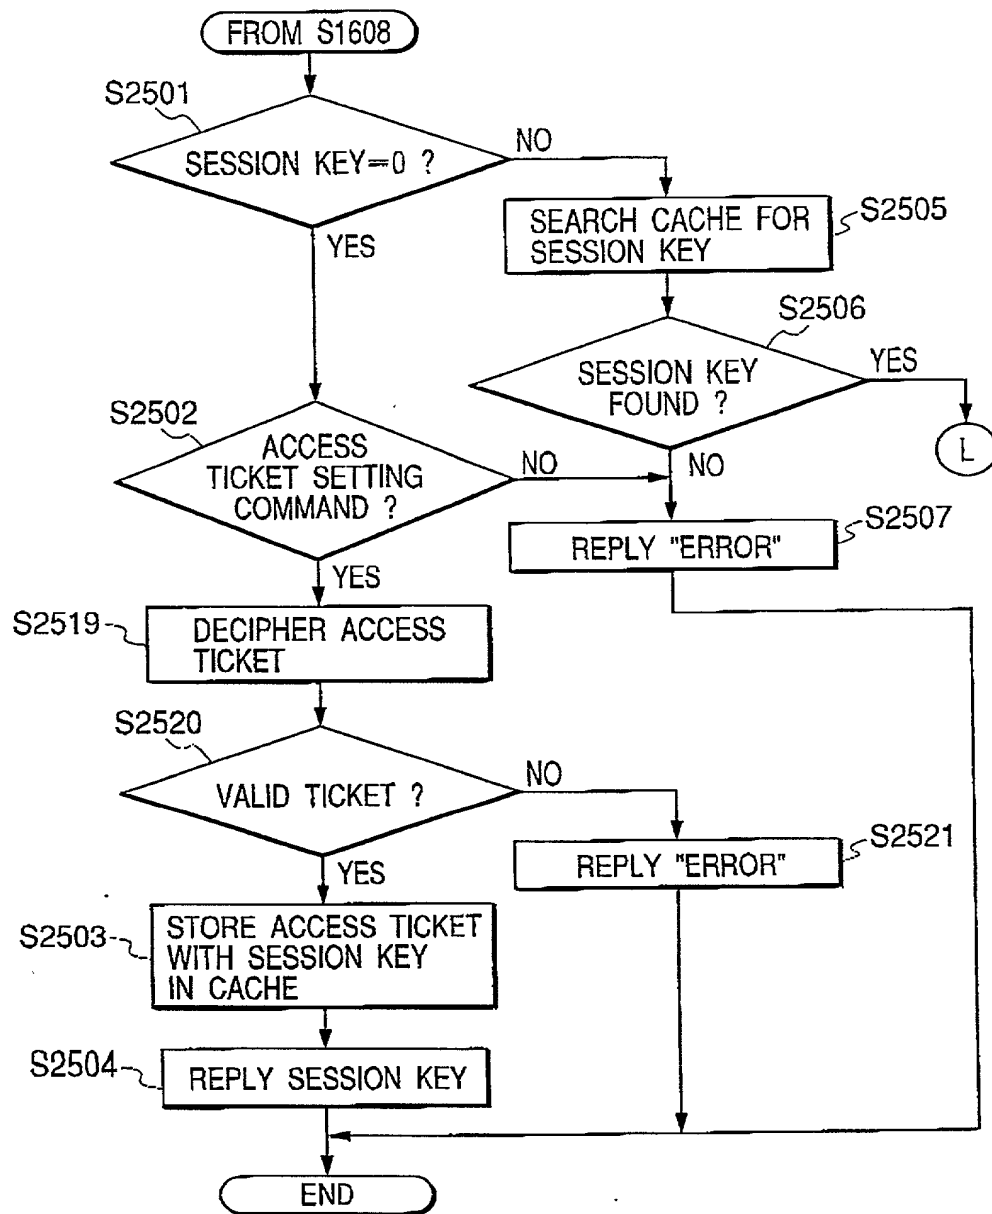 FROM S1608
S2501
SESSION KEY=0 ?
NO
YES
SEARCH CACHE FOR
SESSION KEY
S2505
S2506
SESSION KEY
FOUND ?
YES
L
NO
S2502
ACCESS
TICKET SETTING
COMMAND ?
NO
YES
S2507
REPLY "ERROR"
S2519
DECIPHER ACCESS
TICKET
S2520
VALID TICKET ?
NO
YES
S2521
REPLY "ERROR"
S2503
STORE ACCESS TICKET
WITH SESSION KEY
IN CACHE
S2504
REPLY SESSION KEY
END